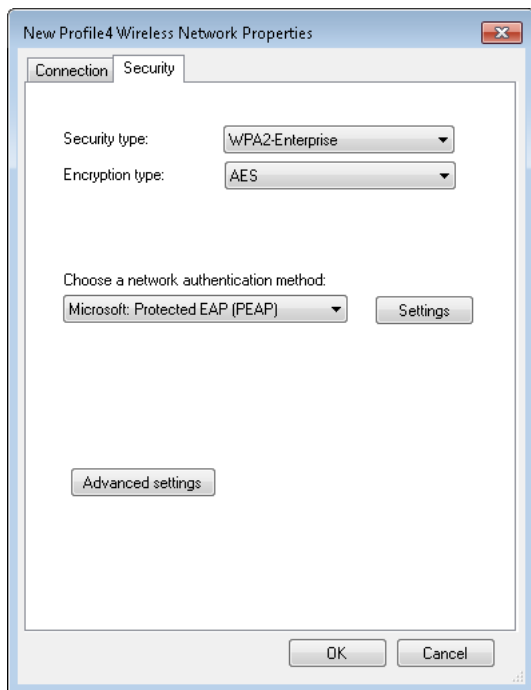 New Profile4 Wireless Network Properties
Connection Security
Security type: WPA2-Enterprise
Encryption type: AES
Choose a network authentication method:
Microsoft: Protected EAP (PEAP) Settings
Advanced settings
OK Cancel